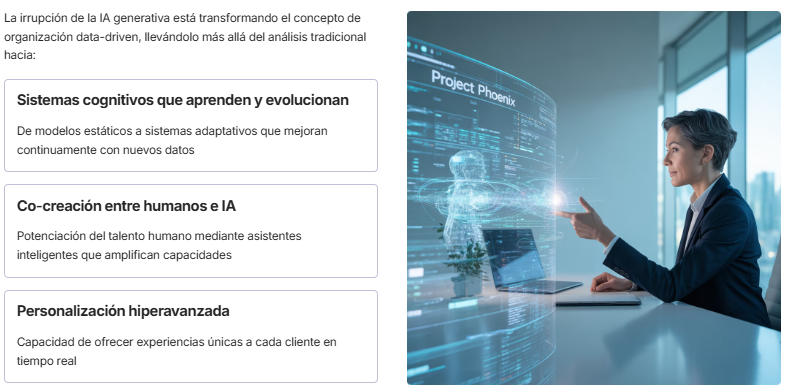 La irrupción de la IA generativa está transformando el concepto de
organización data-driven, llevándolo más allá del análisis tradicional
hacia:
Sistemas cognitivos que aprenden y evolucionan
De modelos estáticos a sistemas adaptativos que mejoran
continuamente con nuevos datos
Co-creación entre humanos e IA
Potenciación del talento humano mediante asistentes
inteligentes que amplifican capacidades
Personalización hiperavanzada
Capacidad de ofrecer experiencias únicas a cada cliente en
tiempo real
Project Phoenix